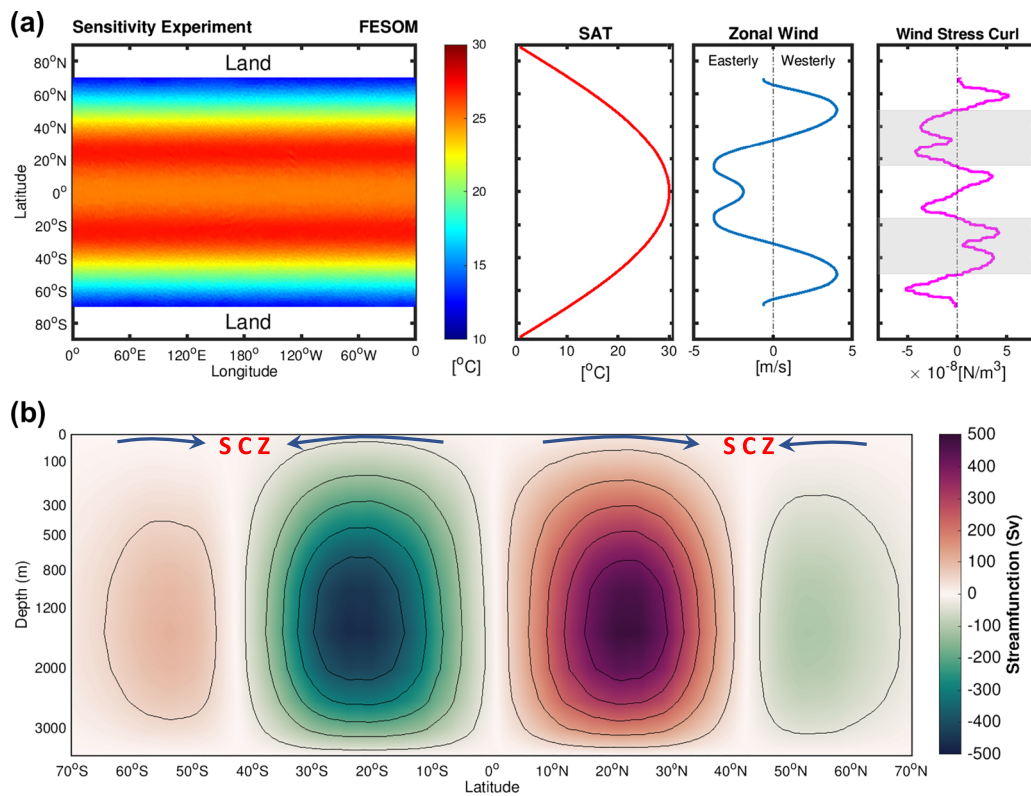 (a)
Sensitivity Experiment FESOM
Land
Land
80°N
60°N
40°N
20°N
0°
20°S
40°S
60°S
80°S
Latitude
0° 60°E 120°E 180° 120°W 60°W 0
Longitude
30
25
20
15
10
[°C]
SAT
0 10 20 30
[°C]
Zonal Wind
Easterly Westerly
-5 0 5
[m/s]
Wind Stress Curl
-5 0 5
× 10⁻⁸[N/m³]
(b)
S C Z
S C Z
0
100
300
500
800
1200
2000
3000
Depth (m)
70°S 60°S 50°S 40°S 30°S 20°S 10°S 0° 10°N 20°N 30°N 40°N 50°N 60°N 70°N
Latitude
500
400
300
200
100
0
-100
-200
-300
-400
-500
Streamfunction (Sv)